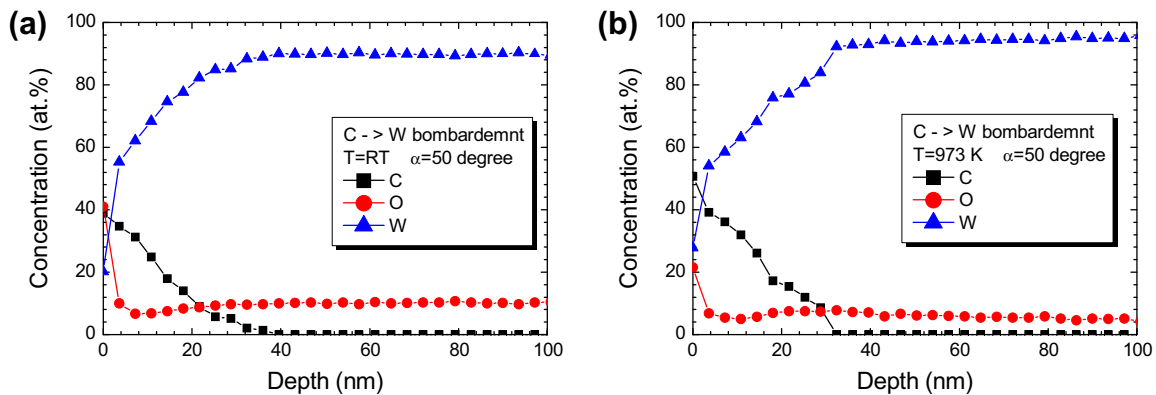 (a)
100
80
60
40
20
0
Concentration (at.%)
C - > W bombardemnt
T=RT α=50 degree
C
O
W
0 20 40 60 80 100
Depth (nm)
(b)
100
80
60
40
20
0
Concentration (at.%)
C - > W bombardemnt
T=973 K α=50 degree
C
O
W
0 20 40 60 80 100
Depth (nm)